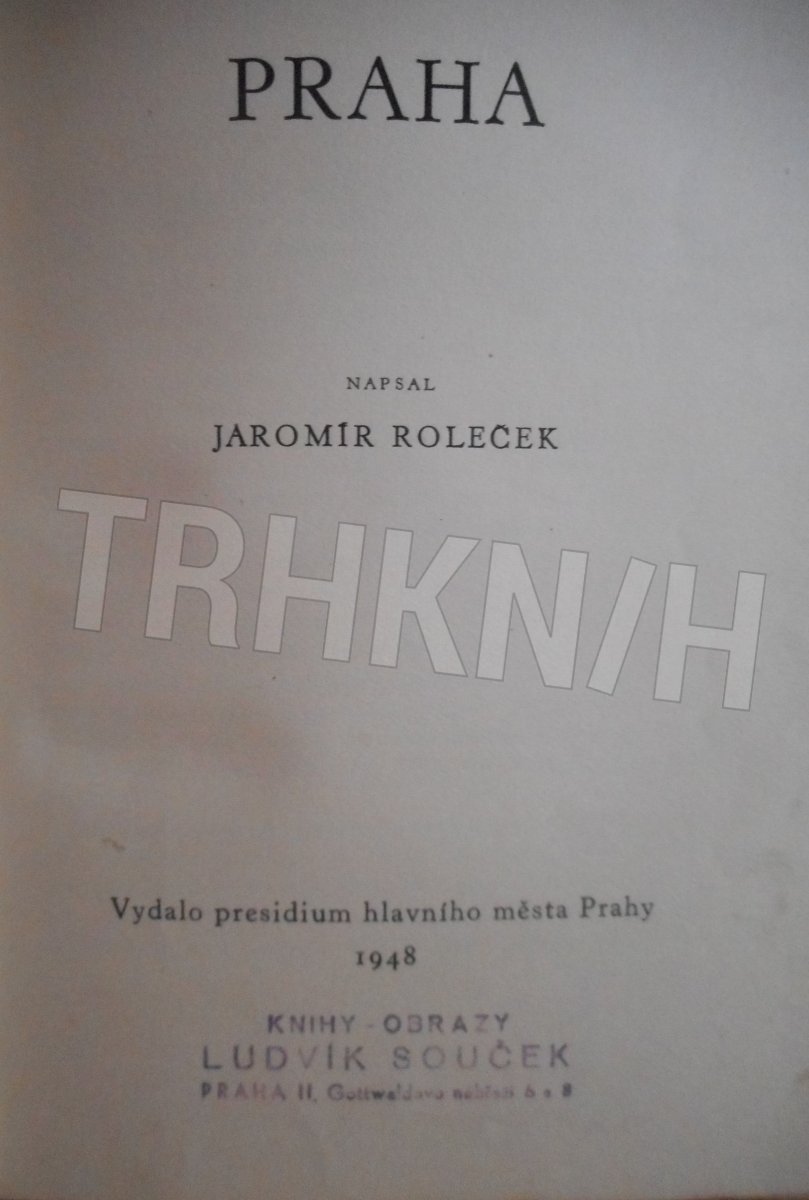 PRAHA
NAPSAL
JAROMÍR ROLEČEK
TRHKNIH
Vydalo presidium hlavního města Prahy
1948
KNIHY - OBRAZY
LUDVÍK SOUČEK
PRAHA II, Gottwaldovo nábřeží 6 a 8